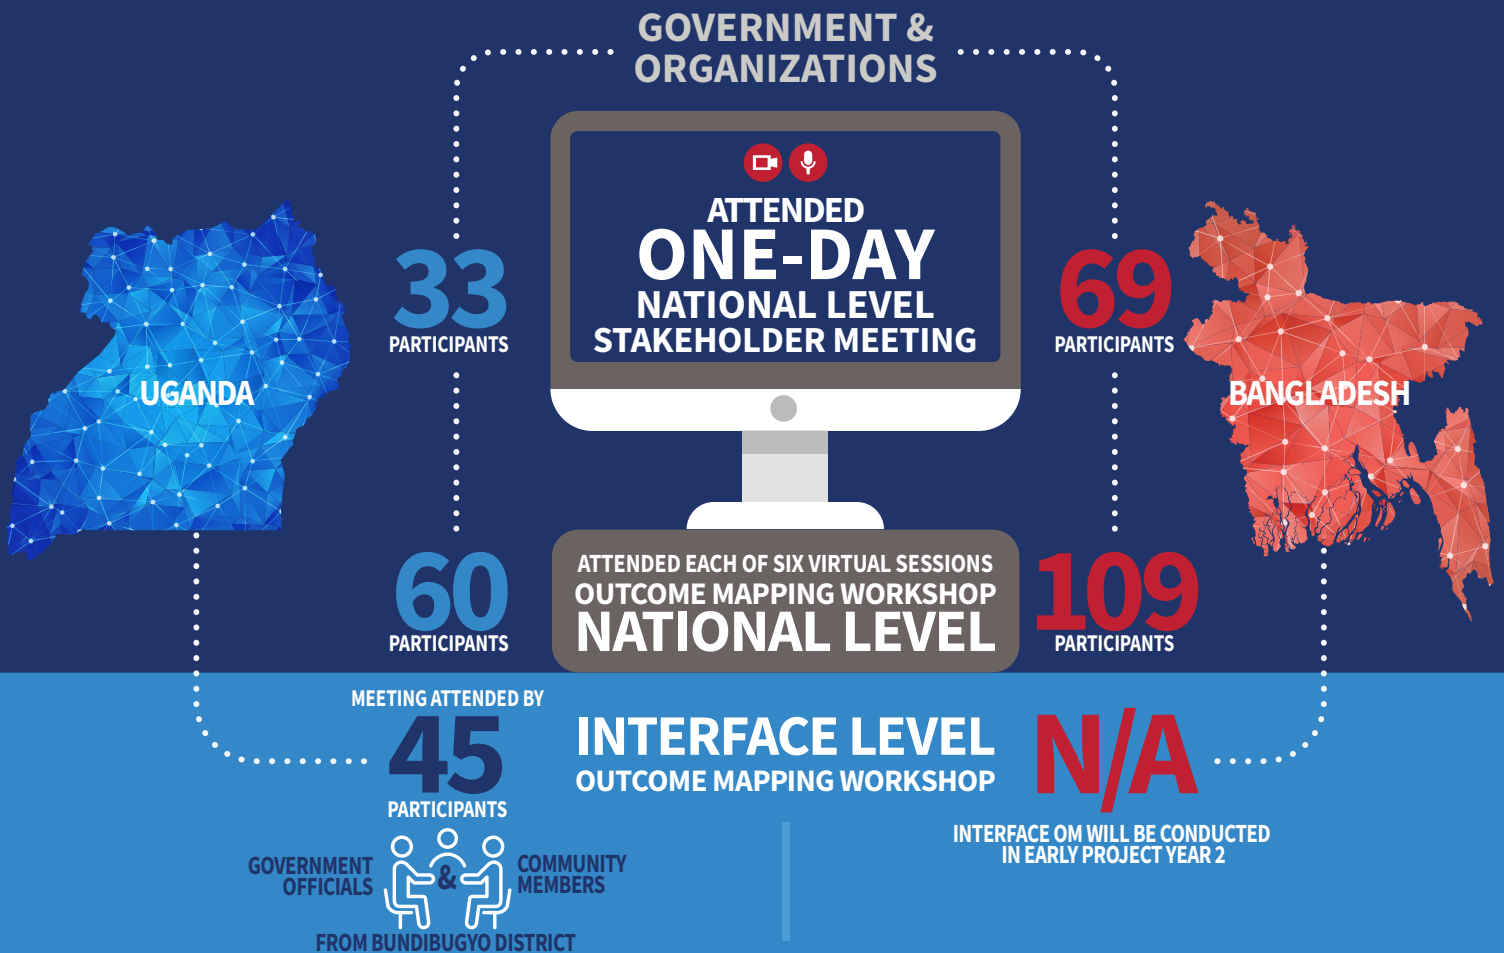 GOVERNMENT &
ORGANIZATIONS
ATTENDED
ONE-DAY
NATIONAL LEVEL
STAKEHOLDER MEETING
33
PARTICIPANTS
69
PARTICIPANTS
UGANDA
BANGLADESH
60
PARTICIPANTS
ATTENDED EACH OF SIX VIRTUAL SESSIONS
OUTCOME MAPPING WORKSHOP
NATIONAL LEVEL
109
PARTICIPANTS
MEETING ATTENDED BY
45
PARTICIPANTS
INTERFACE LEVEL
OUTCOME MAPPING WORKSHOP
N/A
INTERFACE OM WILL BE CONDUCTED
IN EARLY PROJECT YEAR 2
GOVERNMENT
OFFICIALS
&
COMMUNITY
MEMBERS
FROM BUNDIBUGYO DISTRICT